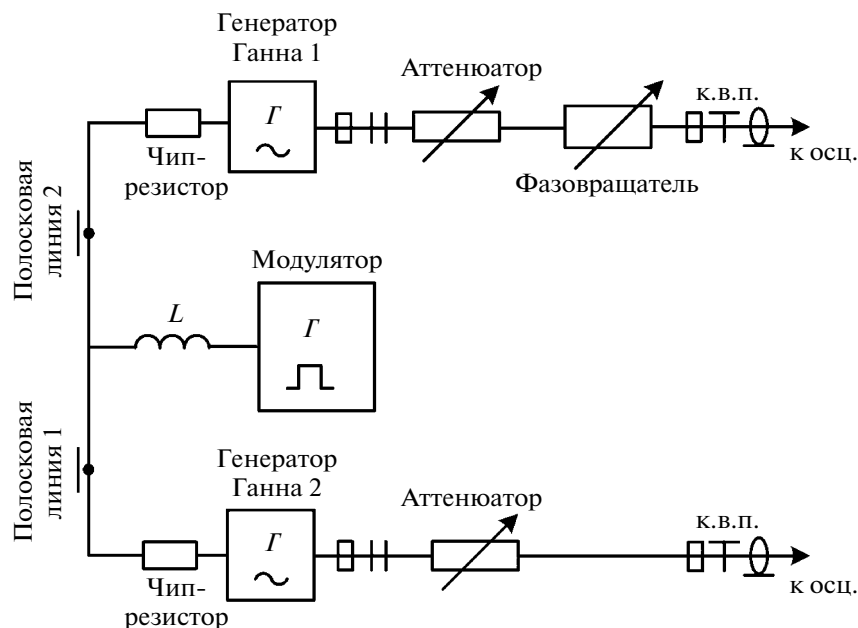 Генератор
Ганна 1
Г
Аттенюатор
к.в.п.
к осц.
Чип-
резистор
Фазовращатель
Полосковая
линия 2
Модулятор
L
Г
Полосковая
линия 1
Генератор
Ганна 2
Г
Аттенюатор
к.в.п.
к осц.
Чип-
резистор